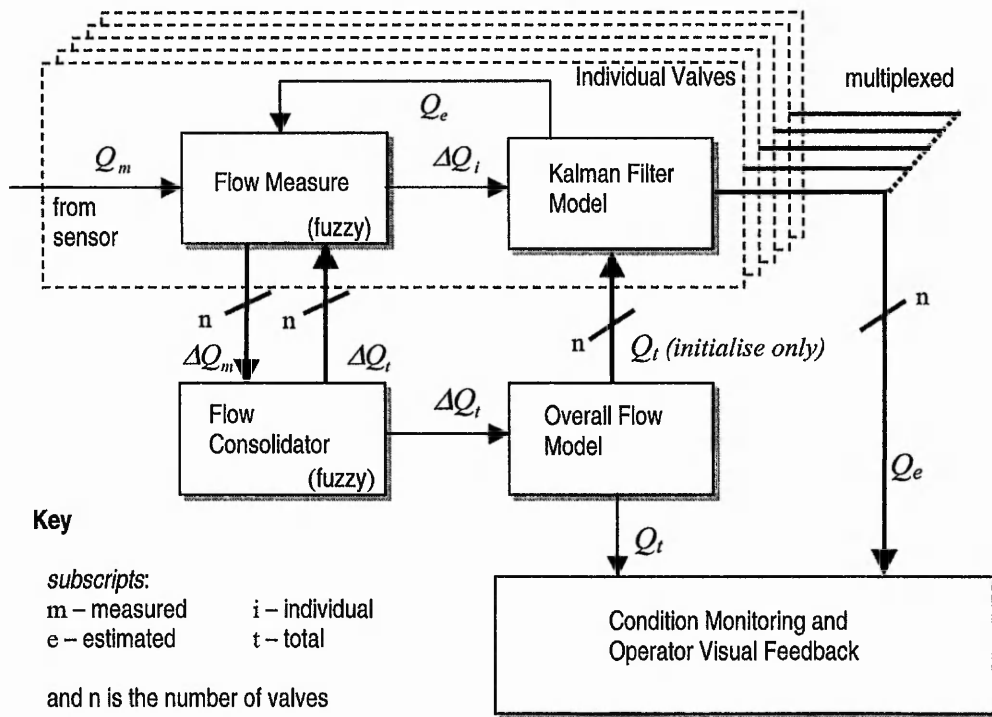 Individual Valves
multiplexed
Q_e
Q_m
Flow Measure
(fuzzy)
ΔQ_i
Kalman Filter
Model
from
sensor
n
n
n
n
ΔQ_m
ΔQ_t
Q_t (initialise only)
Flow
Consolidator
(fuzzy)
ΔQ_t
Overall Flow
Model
Q_e
Key
Q_t
subscripts:
m – measured
i – individual
e – estimated
t – total
and n is the number of valves
Condition Monitoring and
Operator Visual Feedback